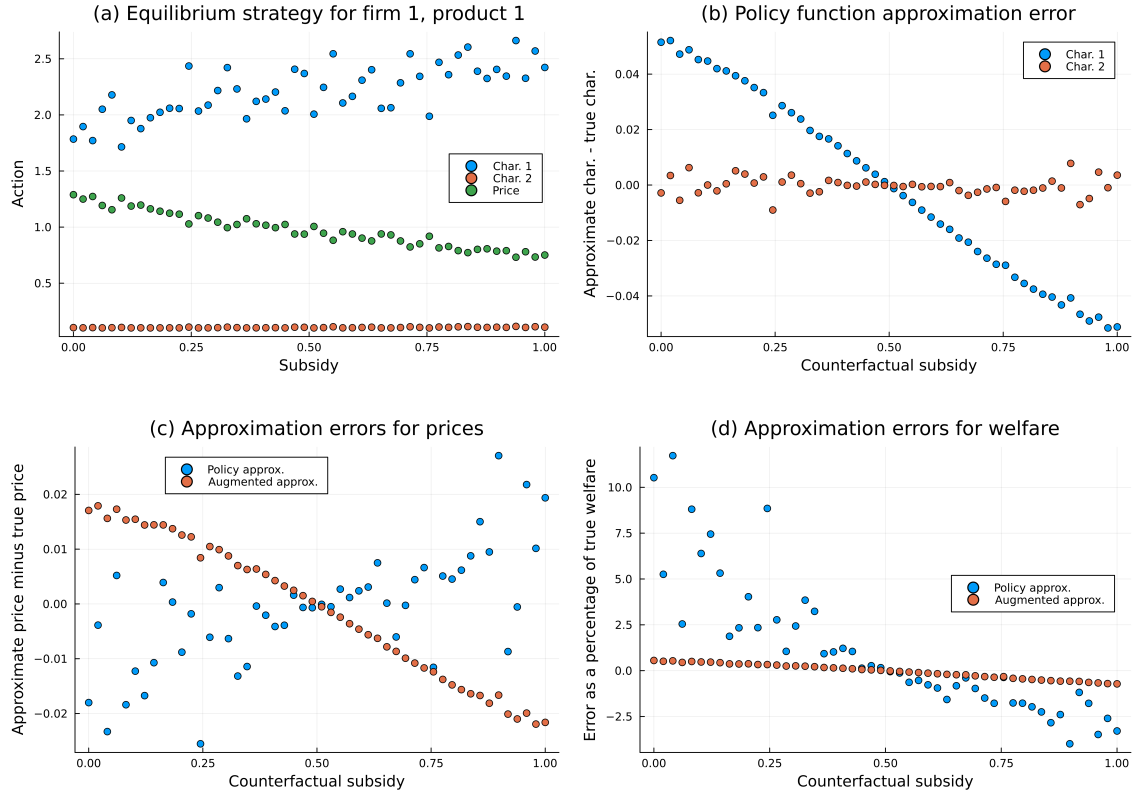 (a) Equilibrium strategy for firm 1, product 1
Action
2.5
2.0
1.5
1.0
0.5
Char. 1
Char. 2
Price
0.00
0.25
0.50
0.75
1.00
Subsidy
(b) Policy function approximation error
Approximate char. - true char.
0.04
0.02
0.00
−0.02
−0.04
Char. 1
Char. 2
0.00
0.25
0.50
0.75
1.00
Counterfactual subsidy
(c) Approximation errors for prices
Approximate price minus true price
0.02
0.01
0.00
−0.01
−0.02
Policy approx.
Augmented approx.
0.00
0.25
0.50
0.75
1.00
Counterfactual subsidy
(d) Approximation errors for welfare
Error as a percentage of true welfare
10.0
7.5
5.0
2.5
0.0
−2.5
Policy approx.
Augmented approx.
0.00
0.25
0.50
0.75
1.00
Counterfactual subsidy